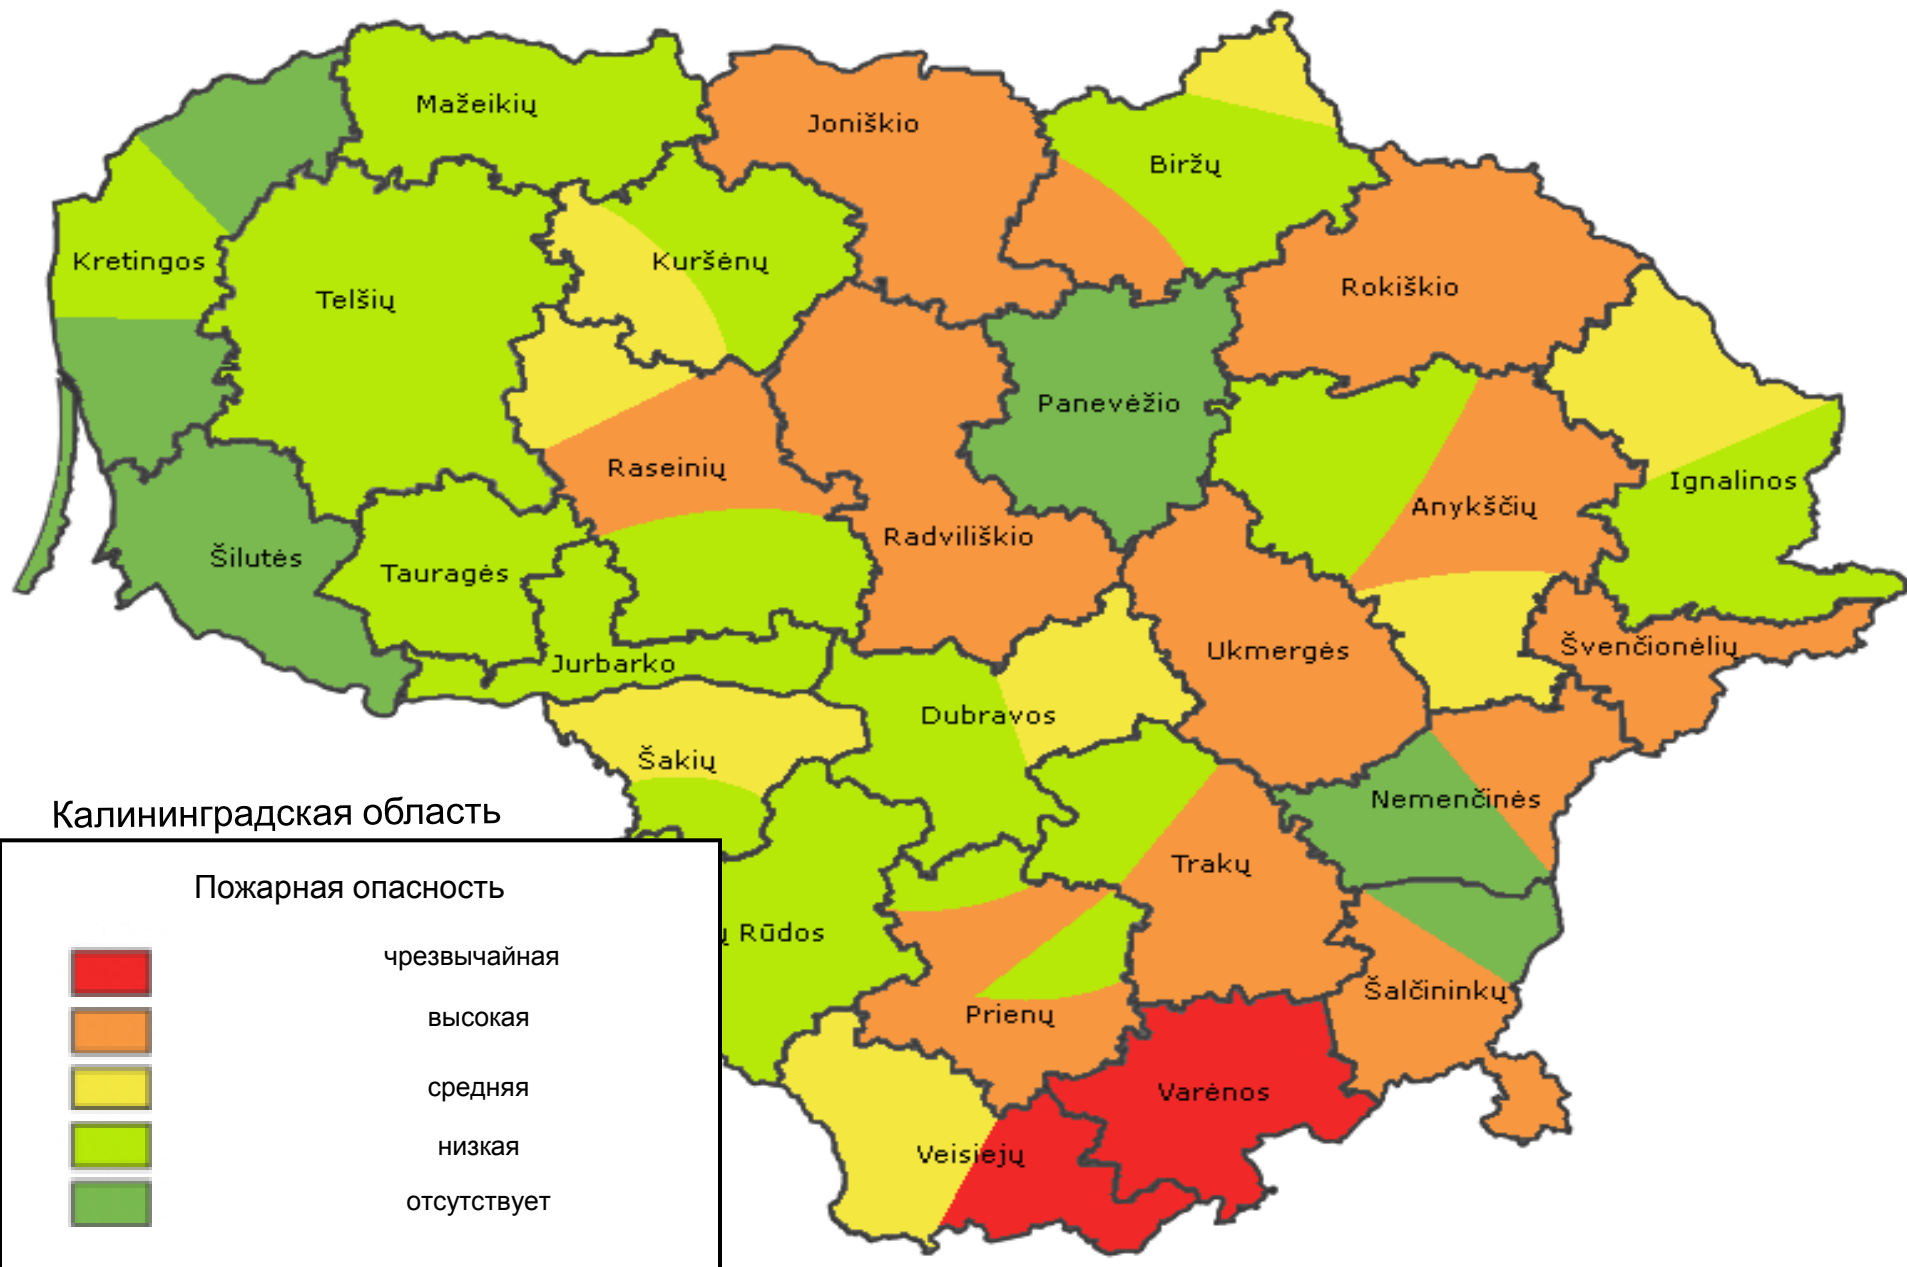 Mažeikių
Joniškio
Biržų
Kretingos
Kuršėnų
Telšių
Rokiškio
Panevėžio
Raseinių
Ignalinos
Anykščių
Radviliškio
Šilutės
Tauragės
Ukmergės
Švenčionėlių
Jurbarko
Dubravos
Šakių
Nemenčinės
Trakų
ų Rūdos
Šalčininkų
Prienų
Varėnos
Veisiejų
Калининградская область
Пожарная опасность
чрезвычайная
высокая
средняя
низкая
отсутствует